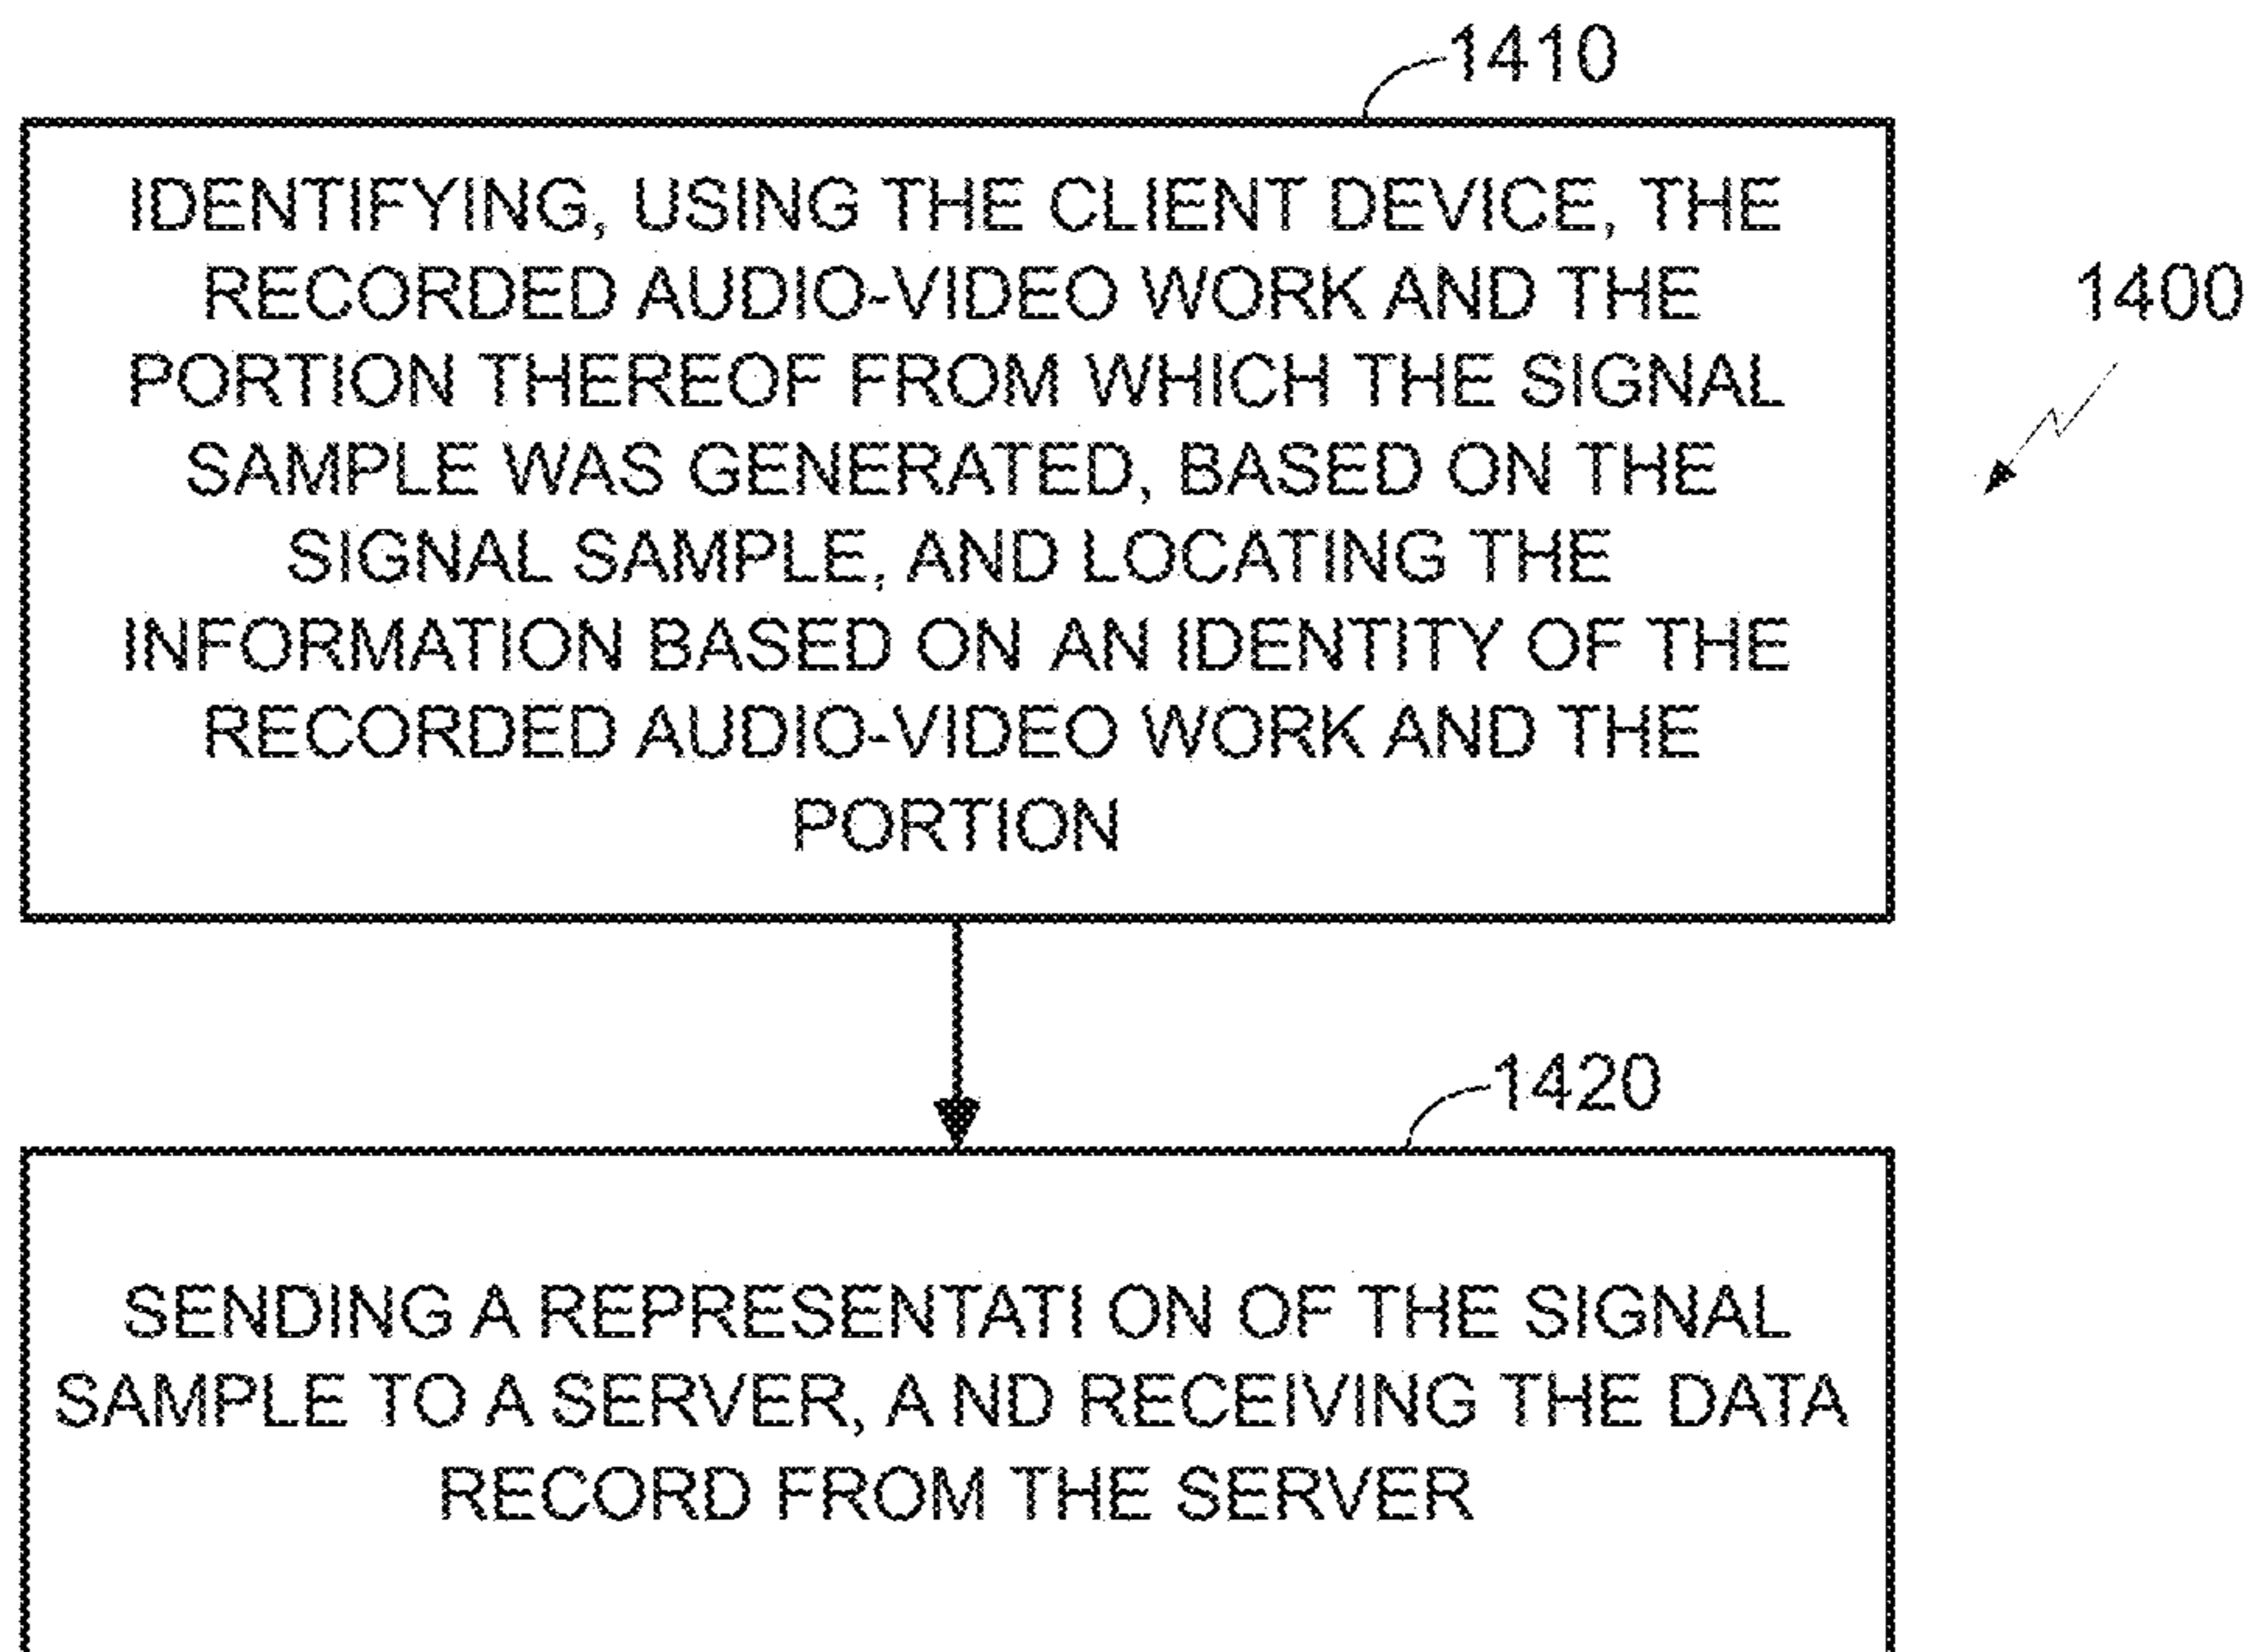 1410
IDENTIFYING, USING THE CLIENT DEVICE, THE
RECORDED AUDIO-VIDEO WORK AND THE
1400
PORTION THEREOF FROM WHICH THE SIGNAL
SAMPLE WAS GENERATED, BASED ON THE
SIGNAL SAMPLE, AND LOCATING THE
INFORMATION BASED ON AN IDENTITY OF THE
RECORDED AUDIO-VIDEO WORK AND THE
PORTION
1420
SENDING A REPRESENTATI ON OF THE SIGNAL
SAMPLE TO A SERVER, A ND RECEIVING THE DATA
RECORD FROM THE SERVER